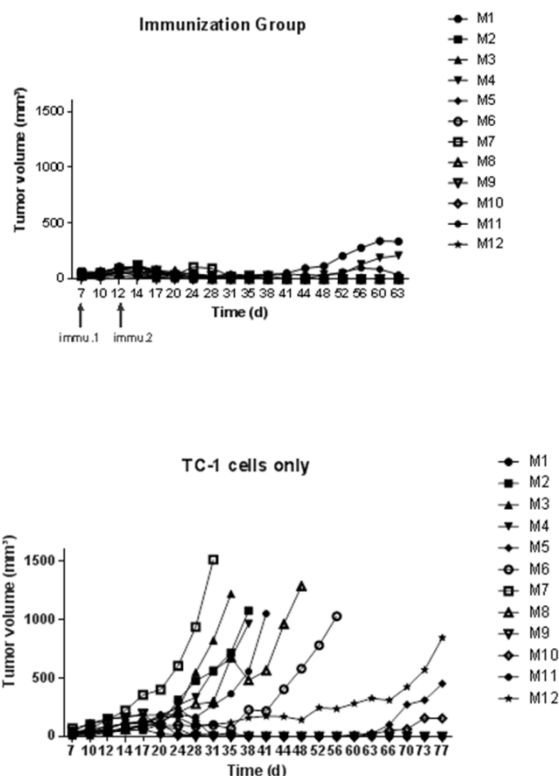 Immunization Group
Tumor volume (mm³)
1500
1000
500
0
7 10 12 14 17 20 24 28 31 35 38 41 44 48 52 56 60 63
Time (d)
immu.1 immu.2
M1
M2
M3
M4
M5
M6
M7
M8
M9
M10
M11
M12
TC-1 cells only
Tumor volume (mm³)
1500
1000
500
0
7 10 12 14 17 20 24 28 31 35 38 41 44 48 52 56 60 63 66 70 73 77
Time (d)
M1
M2
M3
M4
M5
M6
M7
M8
M9
M10
M11
M12